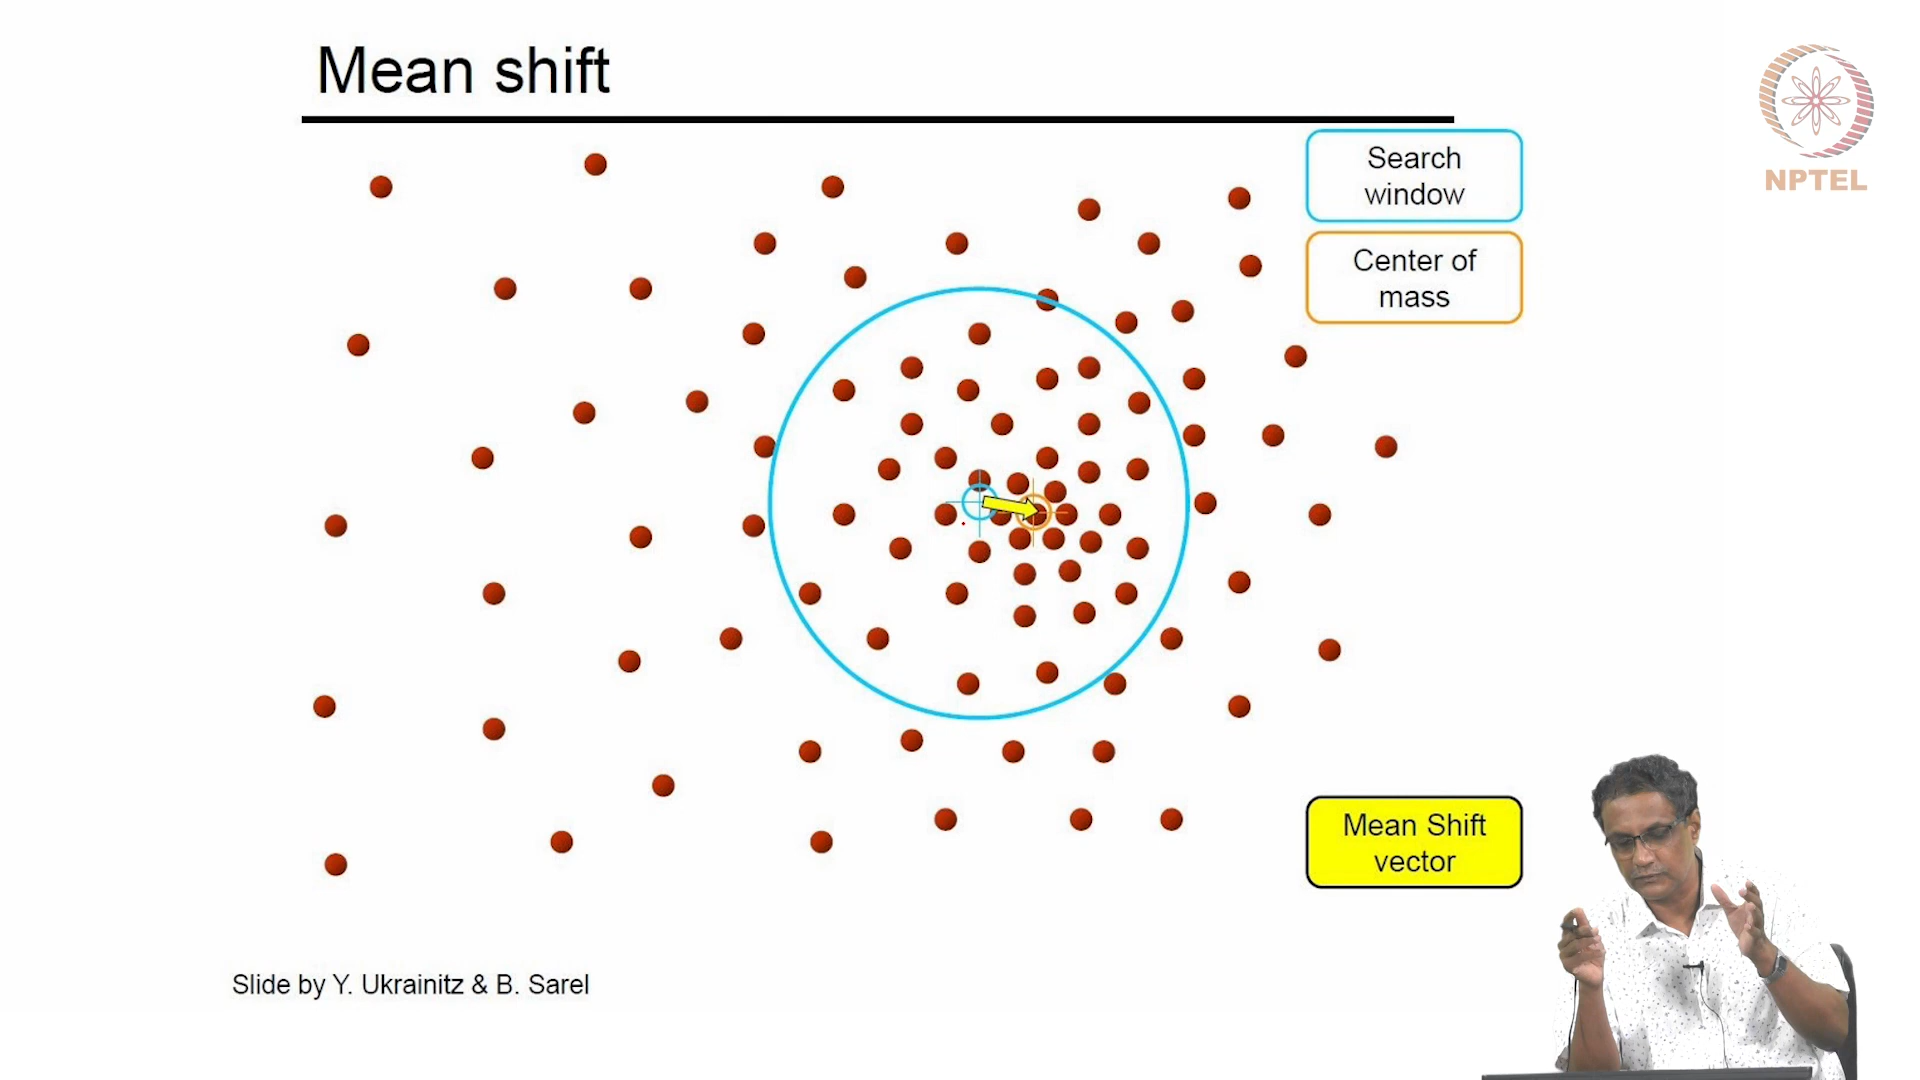 Mean shift
NPTEL
Search
window
Center of
mass
Mean Shift
vector
Slide by Y. Ukrainitz & B. Sarel